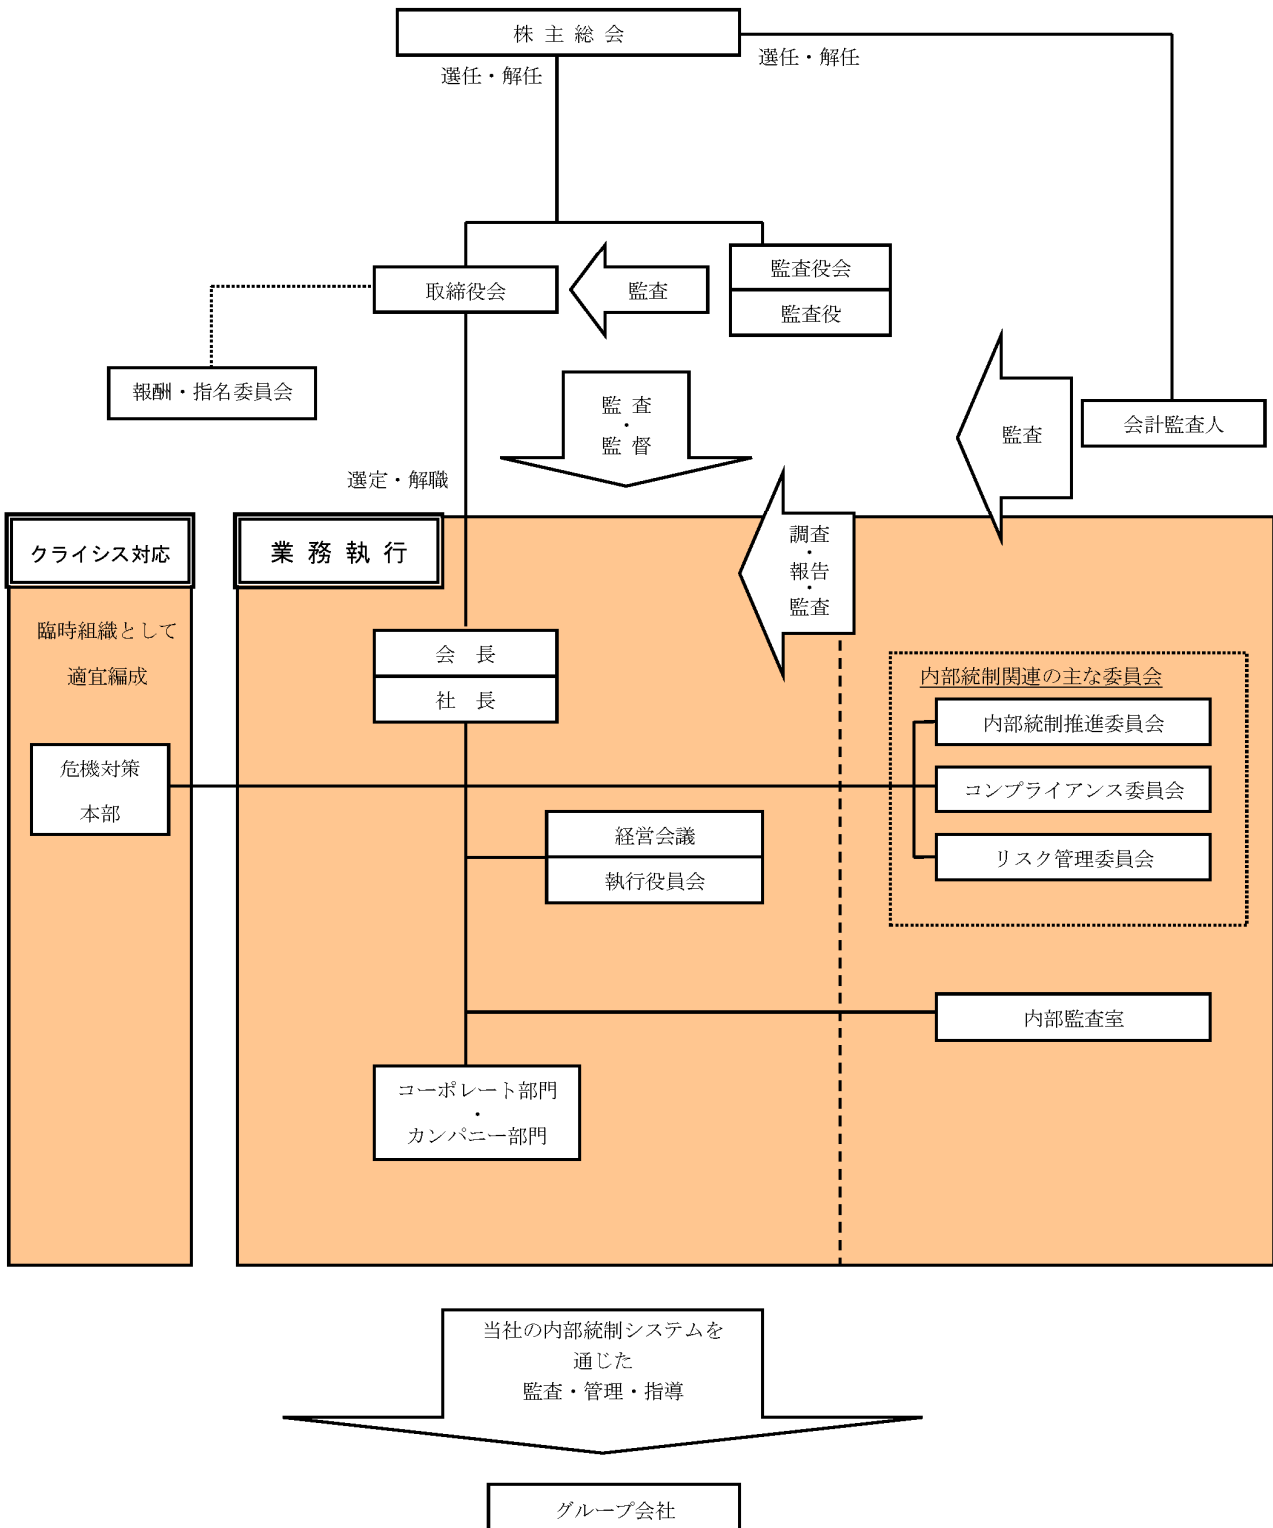 株 主 総 会
選任・解任
選任・解任
監査役会
取締役会
監査
監査役
報酬・指名委員会
監 査
・
監 督
監査
会計監査人
選定・解職
クライシス対応
業 務 執 行
調査
・
報告
・
監査
臨時組織として
適宜編成
会 長
社 長
内部統制関連の主な委員会
内部統制推進委員会
危機対策
本部
コンプライアンス委員会
経営会議
執行役員会
リスク管理委員会
内部監査室
コーポレート部門
・
カンパニー部門
当社の内部統制システムを
通じた
監査・管理・指導
グループ会社